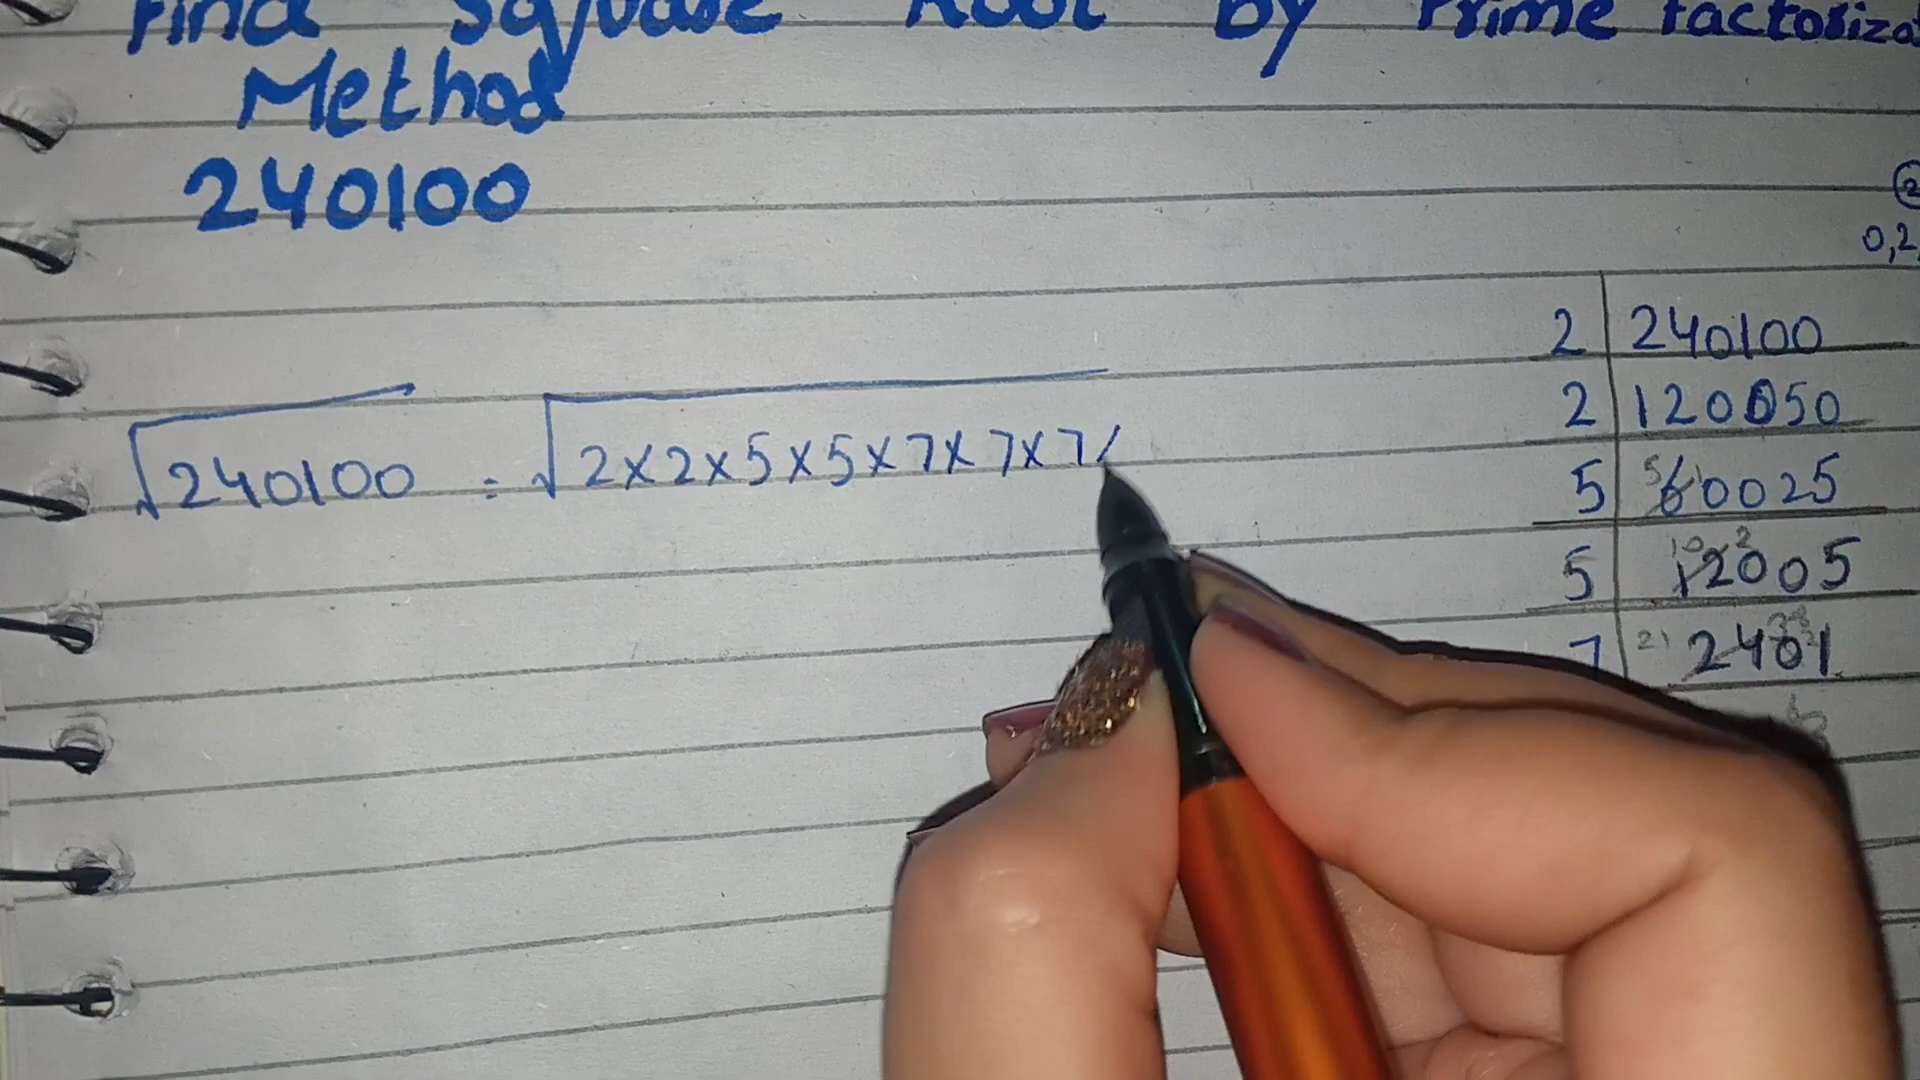 Find Square Root by Prime Factoriza
Method
240100
2
0,2,
√240100 = √2×2×5×5×7×7×7
2 240100
2 120050
5 60025
5 12005
7 2401